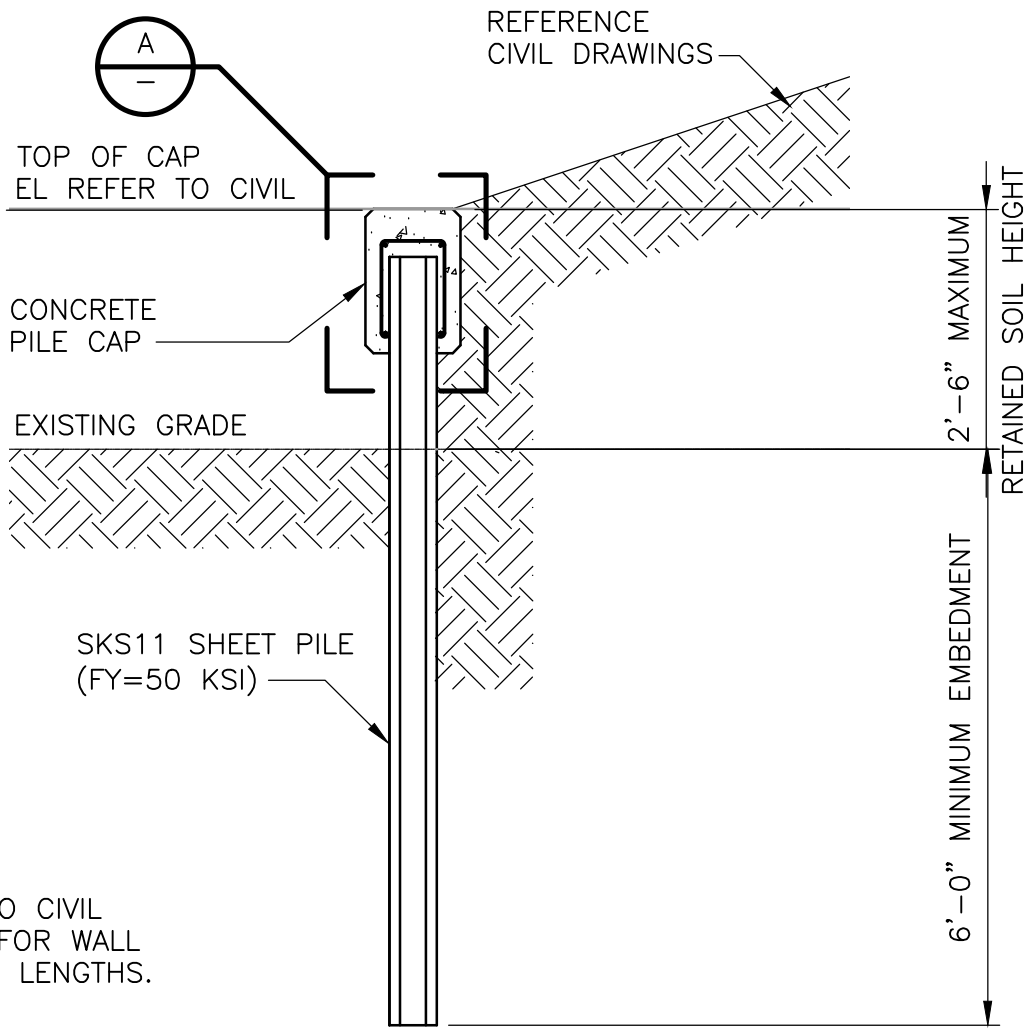 A
–
REFERENCE
CIVIL DRAWINGS
TOP OF CAP
EL REFER TO CIVIL
CONCRETE
PILE CAP
EXISTING GRADE
SKS11 SHEET PILE
(FY=50 KSI)
O CIVIL
FOR WALL
LENGTHS.
2'–6" MAXIMUM
RETAINED SOIL HEIGHT
6'–0" MINIMUM EMBEDMENT